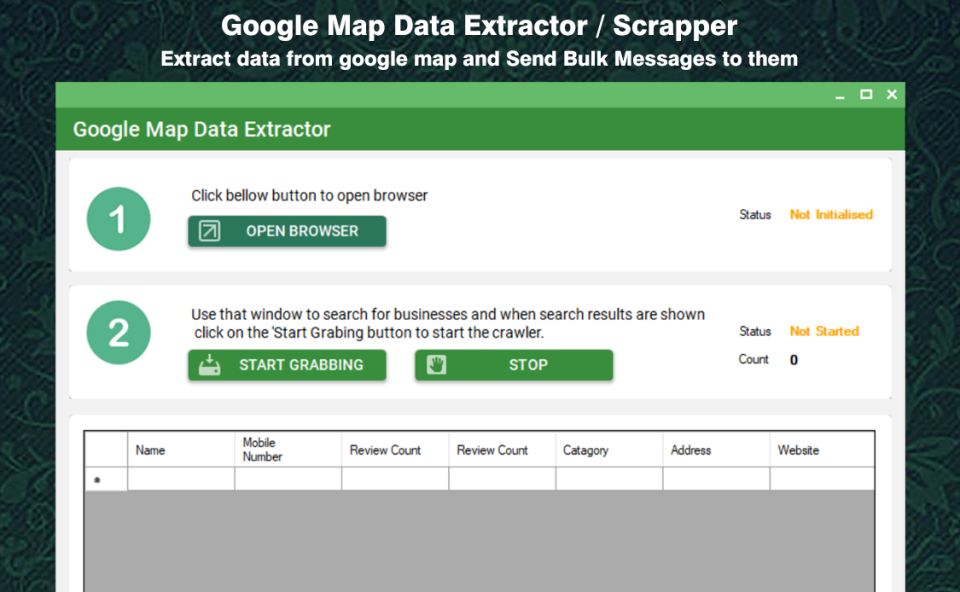 Google Map Data Extractor / Scrapper
Extract data from google map and Send Bulk Messages to them
Google Map Data Extractor
1
Click bellow button to open browser
OPEN BROWSER
Status Not Initialised
2
Use that window to search for businesses and when search results are shown
click on the 'Start Grabing button to start the crawler.
START GRABBING
STOP
Status Not Started
Count 0
Name
Mobile
Number
Review Count
Review Count
Catagory
Address
Website